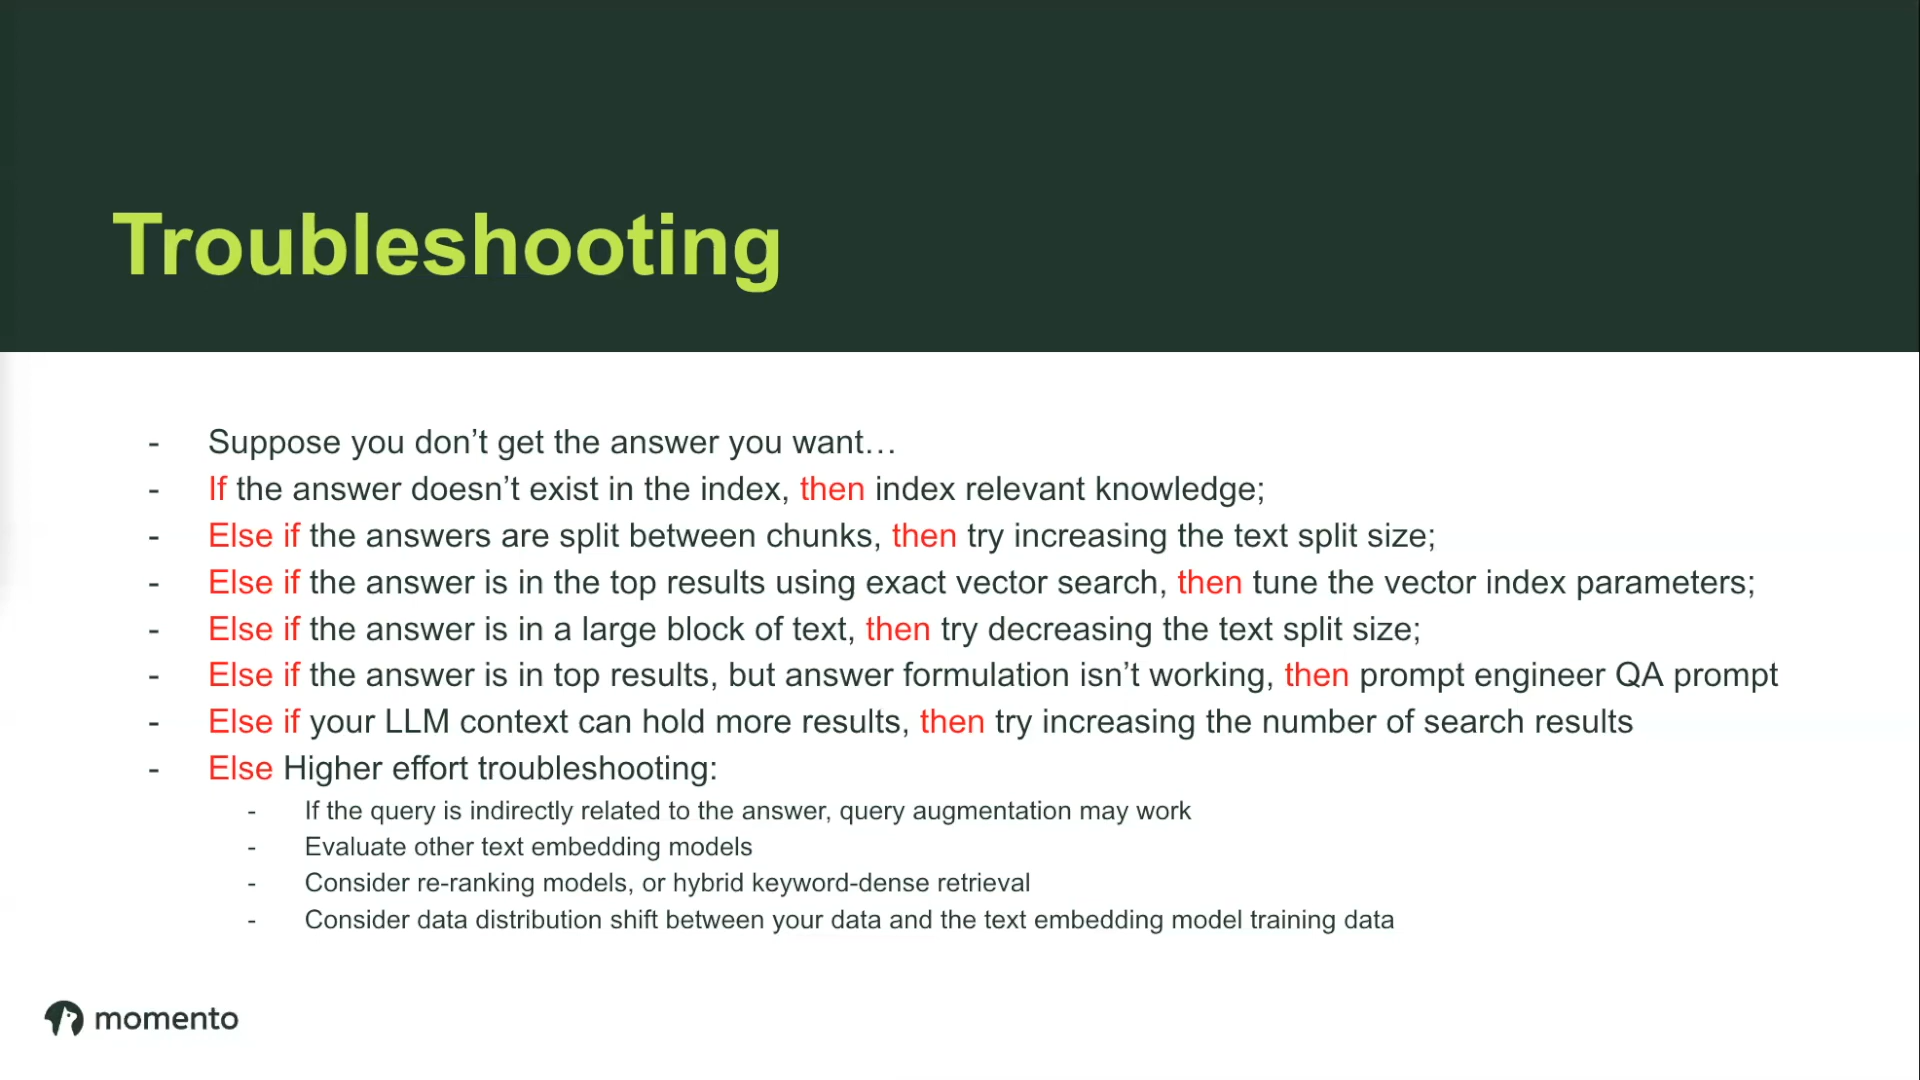 Troubleshooting
- Suppose you don’t get the answer you want…
- If the answer doesn’t exist in the index, then index relevant knowledge;
- Else if the answers are split between chunks, then try increasing the text split size;
- Else if the answer is in the top results using exact vector search, then tune the vector index parameters;
- Else if the answer is in a large block of text, then try decreasing the text split size;
- Else if the answer is in top results, but answer formulation isn’t working, then prompt engineer QA prompt
- Else if your LLM context can hold more results, then try increasing the number of search results
- Else Higher effort troubleshooting:
- If the query is indirectly related to the answer, query augmentation may work
- Evaluate other text embedding models
- Consider re-ranking models, or hybrid keyword-dense retrieval
- Consider data distribution shift between your data and the text embedding model training data
momento